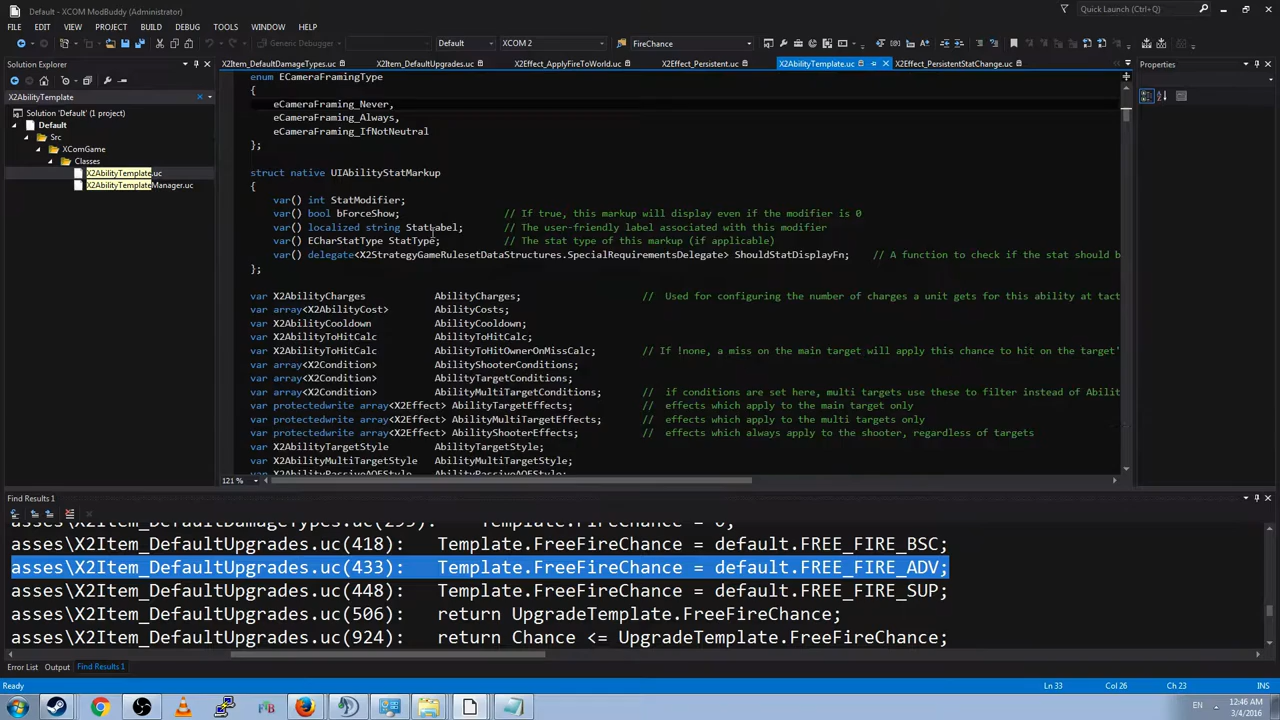 Default - XCOM ModBuddy (Administrator)
Quick Launch (Ctrl+Q)
FILE EDIT VIEW PROJECT BUILD DEBUG TOOLS WINDOW HELP
Generic Debugger Default XCOM 2 FireChance
Solution Explorer
X2Item_DefaultDamageTypes.uc X2Item_DefaultUpgrades.uc X2Effect_ApplyFireToWorld.uc X2Effect_Persistent.uc X2AbilityTemplate.uc X2Effect_PersistentStatChange.uc
Properties
X2AbilityTemplate
Solution 'Default' (1 project)
Default
Src
XComGame
Classes
X2AbilityTemplate.uc
X2AbilityTemplateManager.uc
enum ECameraFramingType
{
eCameraFraming_Never,
eCameraFraming_Always,
eCameraFraming_IfNotNeutral
};
struct native UIAbilityStatMarkup
{
var() int StatModifier;
var() bool bForceShow; // If true, this markup will display even if the modifier is 0
var() localized string StatLabel; // The user-friendly label associated with this modifier
var() ECharStatType StatType; // The stat type of this markup (if applicable)
var() delegate<X2StrategyGameRulesetDataStructures.SpecialRequirementsDelegate> ShouldStatDisplayFn; // A function to check if the stat should b
};
var X2AbilityCharges AbilityCharges; // Used for configuring the number of charges a unit gets for this ability at tact
var array<X2AbilityCost> AbilityCosts;
var X2AbilityCooldown AbilityCooldown;
var X2AbilityToHitCalc AbilityToHitCalc;
var X2AbilityToHitCalc AbilityToHitOwnerOnMissCalc; // If !none, a miss on the main target will apply this chance to hit on the target'
var array<X2Condition> AbilityShooterConditions;
var array<X2Condition> AbilityTargetConditions;
var array<X2Condition> AbilityMultiTargetConditions; // if conditions are set here, multi targets use these to filter instead of Abilit
var protectedwrite array<X2Effect> AbilityTargetEffects; // effects which apply to the main target only
var protectedwrite array<X2Effect> AbilityMultiTargetEffects; // effects which apply to the multi targets only
var protectedwrite array<X2Effect> AbilityShooterEffects; // effects which always apply to the shooter, regardless of targets
var X2AbilityTargetStyle AbilityTargetStyle;
var X2AbilityMultiTargetStyle AbilityMultiTargetStyle;
var X2AbilityPassiveAOEStyle AbilityPassiveAOEStyle;
121 %
Find Results 1
asses\X2Item_DefaultDamageTypes.uc(299): Template.FireChance = 0;
asses\X2Item_DefaultUpgrades.uc(418): Template.FreeFireChance = default.FREE_FIRE_BSC;
asses\X2Item_DefaultUpgrades.uc(433): Template.FreeFireChance = default.FREE_FIRE_ADV;
asses\X2Item_DefaultUpgrades.uc(448): Template.FreeFireChance = default.FREE_FIRE_SUP;
asses\X2Item_DefaultUpgrades.uc(506): return UpgradeTemplate.FreeFireChance;
asses\X2Item_DefaultUpgrades.uc(924): return Chance <= UpgradeTemplate.FreeFireChance;
Error List Output Find Results 1
Ready Ln 33 Col 26 Ch 23 INS
EN 12:46 AM
3/4/2016